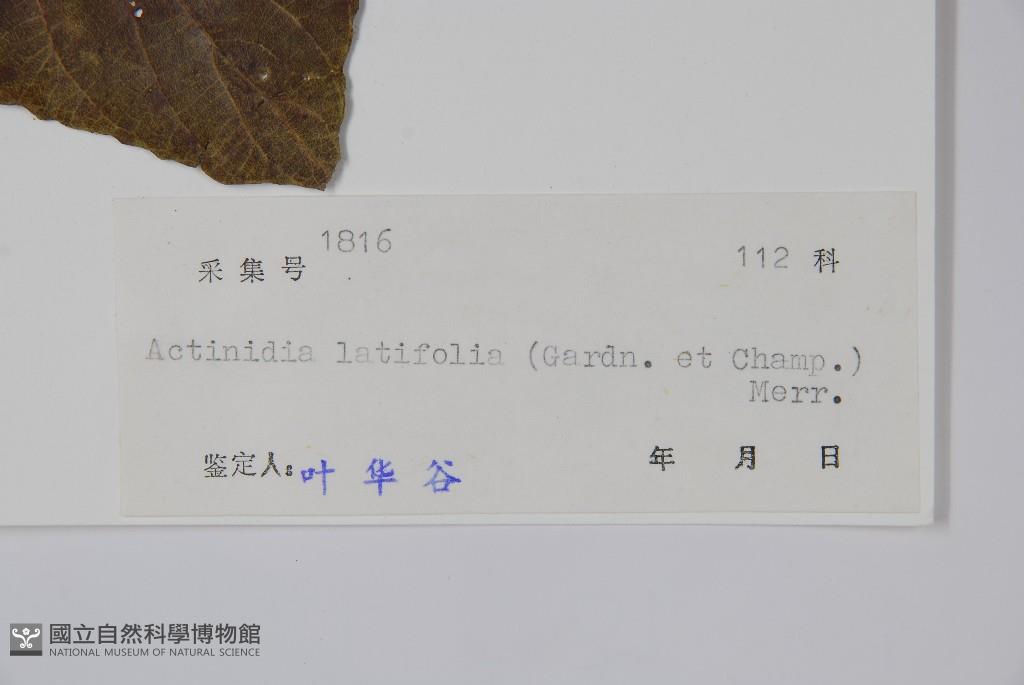 采集号 1816 112 科
Actinidia latifolia (Gardn. et Champ.)
Merr.
鉴定人: 叶华谷 年 月 日
國立自然科學博物館
NATIONAL MUSEUM OF NATURAL SCIENCE